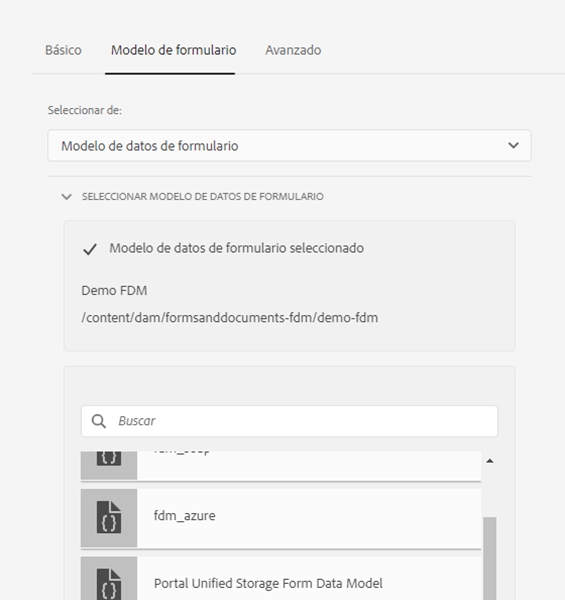 Básico Modelo de formulario Avanzado
Seleccionar de:
Modelo de datos de formulario
SELECCIONAR MODELO DE DATOS DE FORMULARIO
Modelo de datos de formulario seleccionado
Demo FDM
/content/dam/formsanddocuments-fdm/demo-fdm
Buscar
fdm_azure
Portal Unified Storage Form Data Model